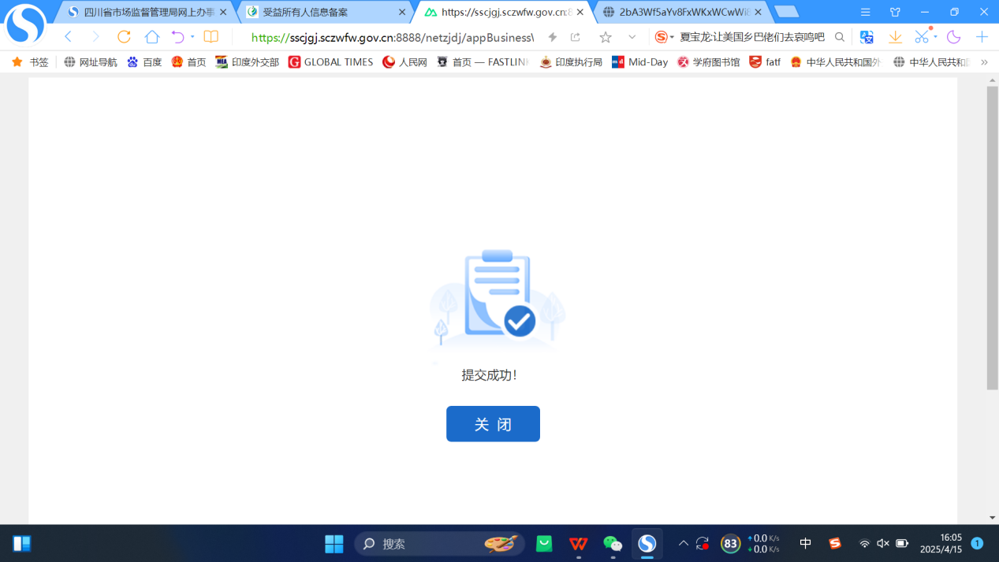 四川省市场监督管理局网上办事
受益所有人信息备案
https://sscjgj.sczwfw.gov.cn:8
2bA3Wf5aYv8FxWKxWCwWi8
https://sscjgj.sczwfw.gov.cn:8888/netzjdj/appBusiness\
夏宝龙:让美国乡巴佬们去哀鸣吧
书签
网址导航
百度
首页
印度外交部
GLOBAL TIMES
人民网
首页 — FASTLIN
印度执行局
Mid-Day
学府图书馆
fatf
中华人民共和国外
中华人民共和国
提交成功!
关 闭
搜索
83
0.0 K/s
0.0 K/s
中
16:05
2025/4/15
1